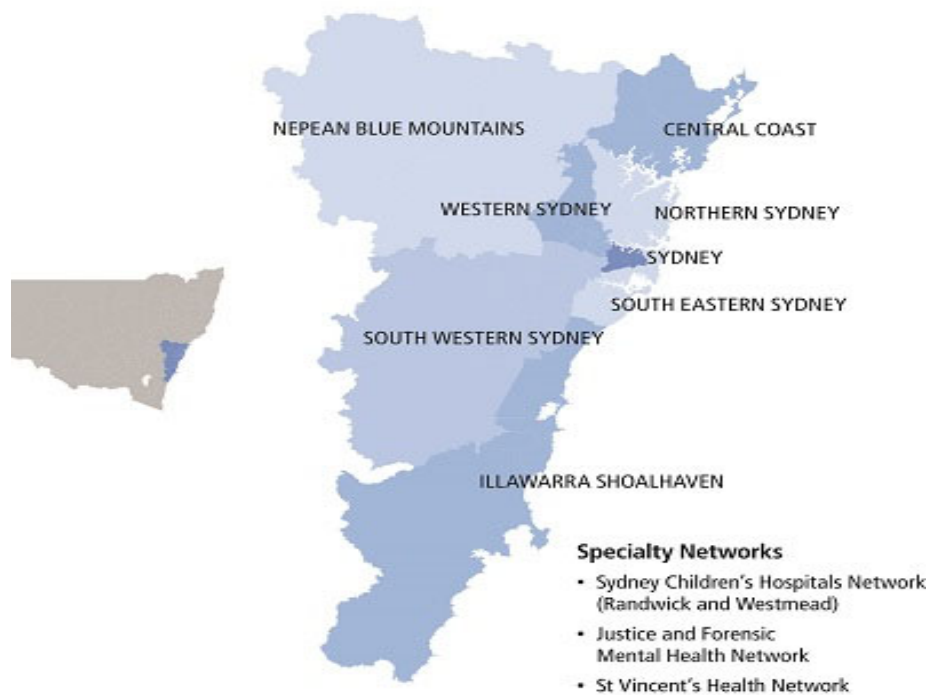 NEPEAN BLUE MOUNTAINS
CENTRAL COAST
WESTERN SYDNEY
NORTHERN SYDNEY
SYDNEY
SOUTH EASTERN SYDNEY
SOUTH WESTERN SYDNEY
ILLAWARRA SHOALHAVEN
Specialty Networks
• Sydney Children's Hospitals Network
(Randwick and Westmead)
• Justice and Forensic
Mental Health Network
• St Vincent's Health Network